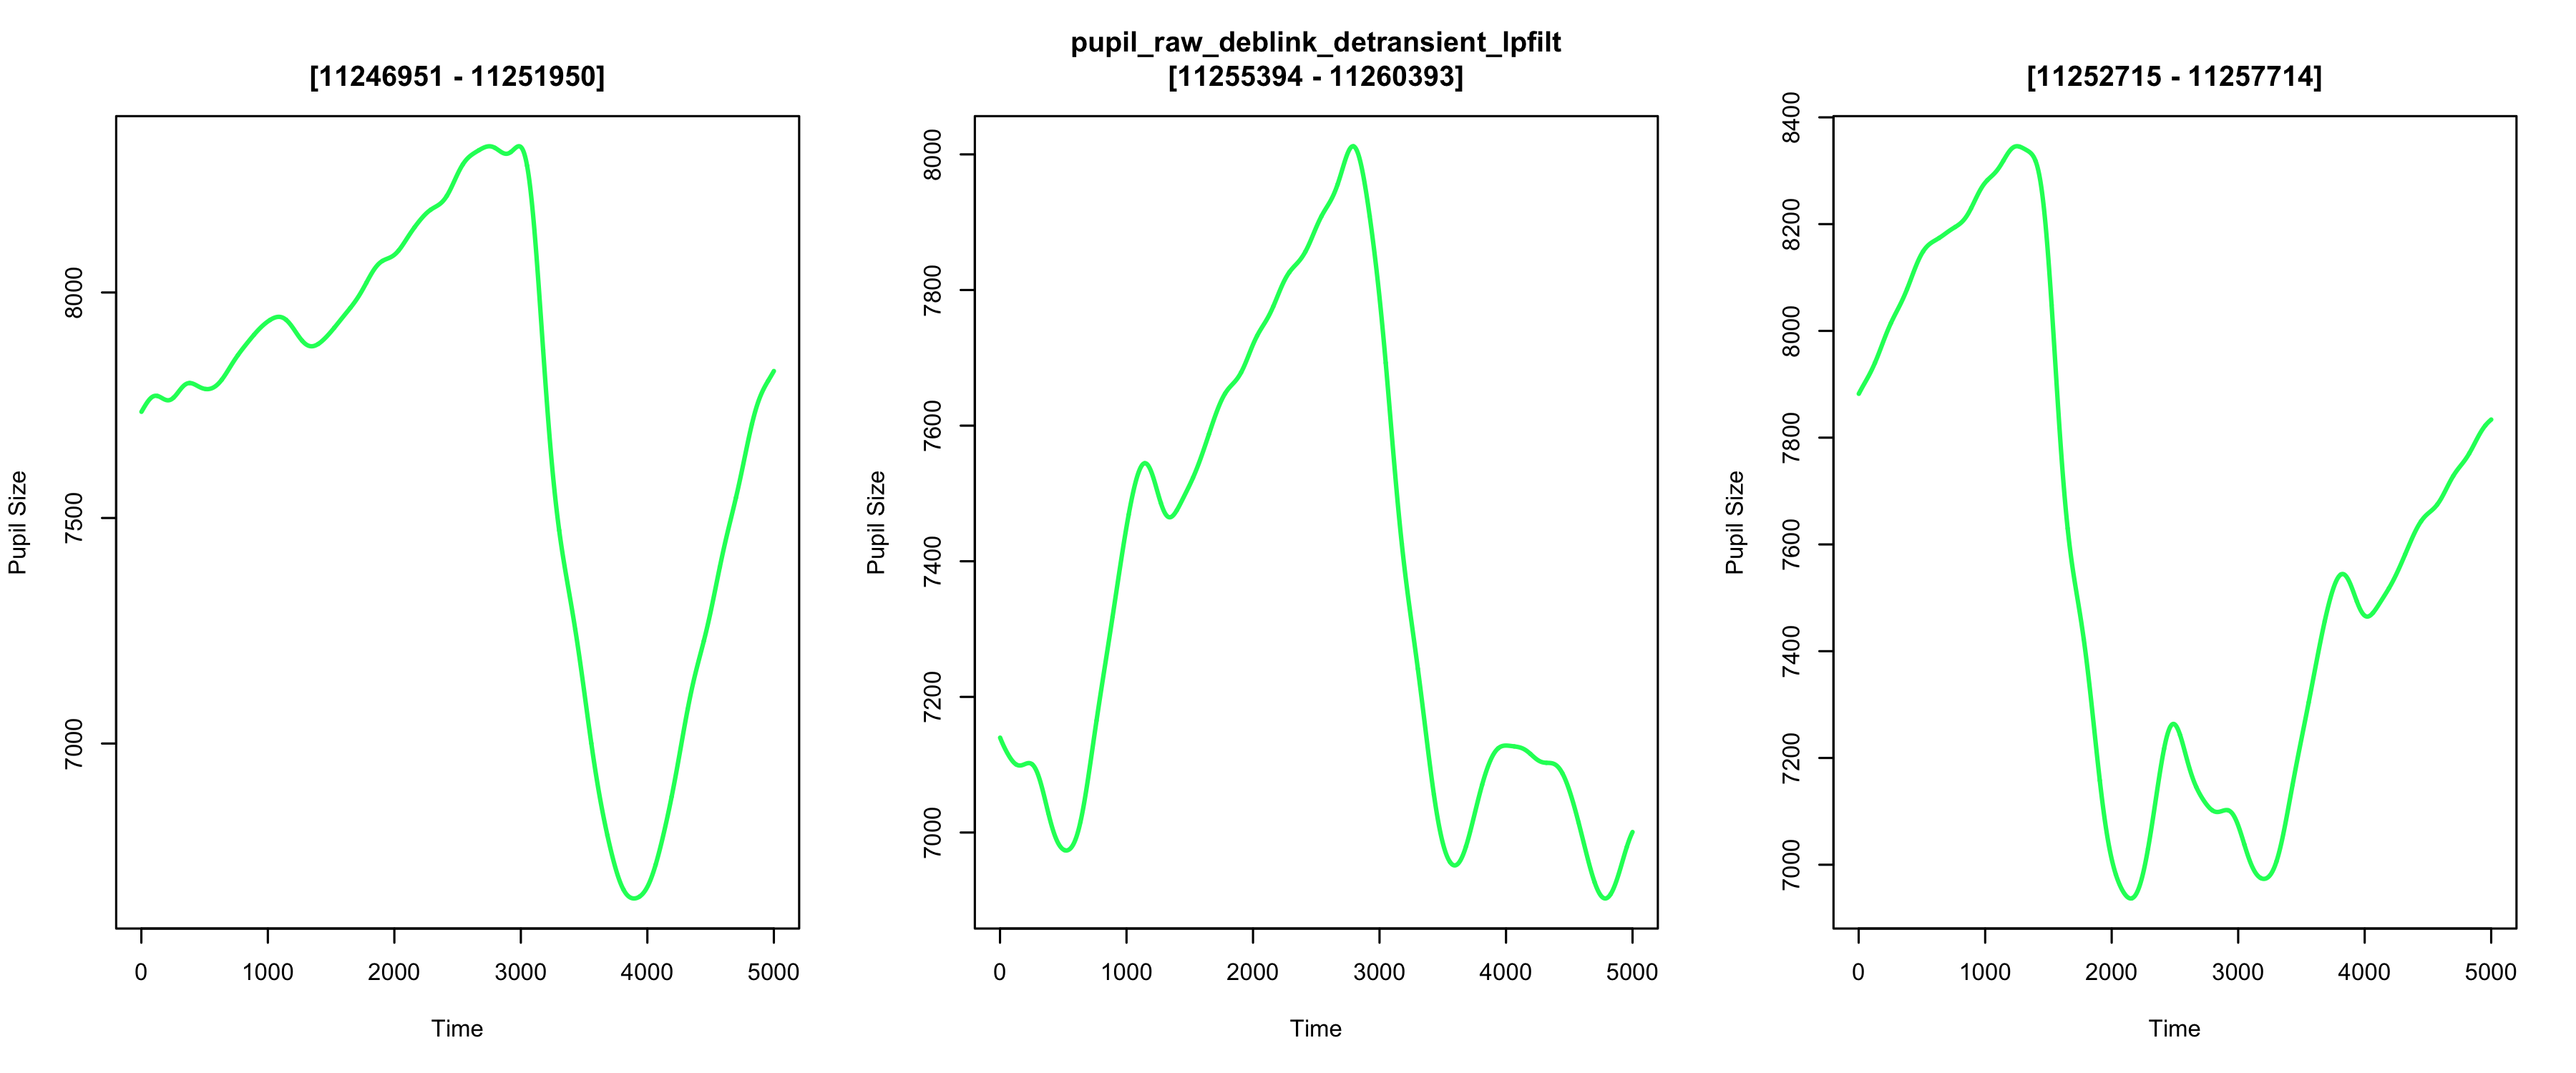 pupil_raw_deblink_detransient_lpfilt
[11246951 - 11251950]
[11255394 - 11260393]
[11252715 - 11257714]
Pupil Size
8000
7500
7000
0 1000 2000 3000 4000 5000
Time
Pupil Size
8000
7800
7600
7400
7200
7000
0 1000 2000 3000 4000 5000
Time
Pupil Size
8400
8200
8000
7800
7600
7400
7200
7000
0 1000 2000 3000 4000 5000
Time